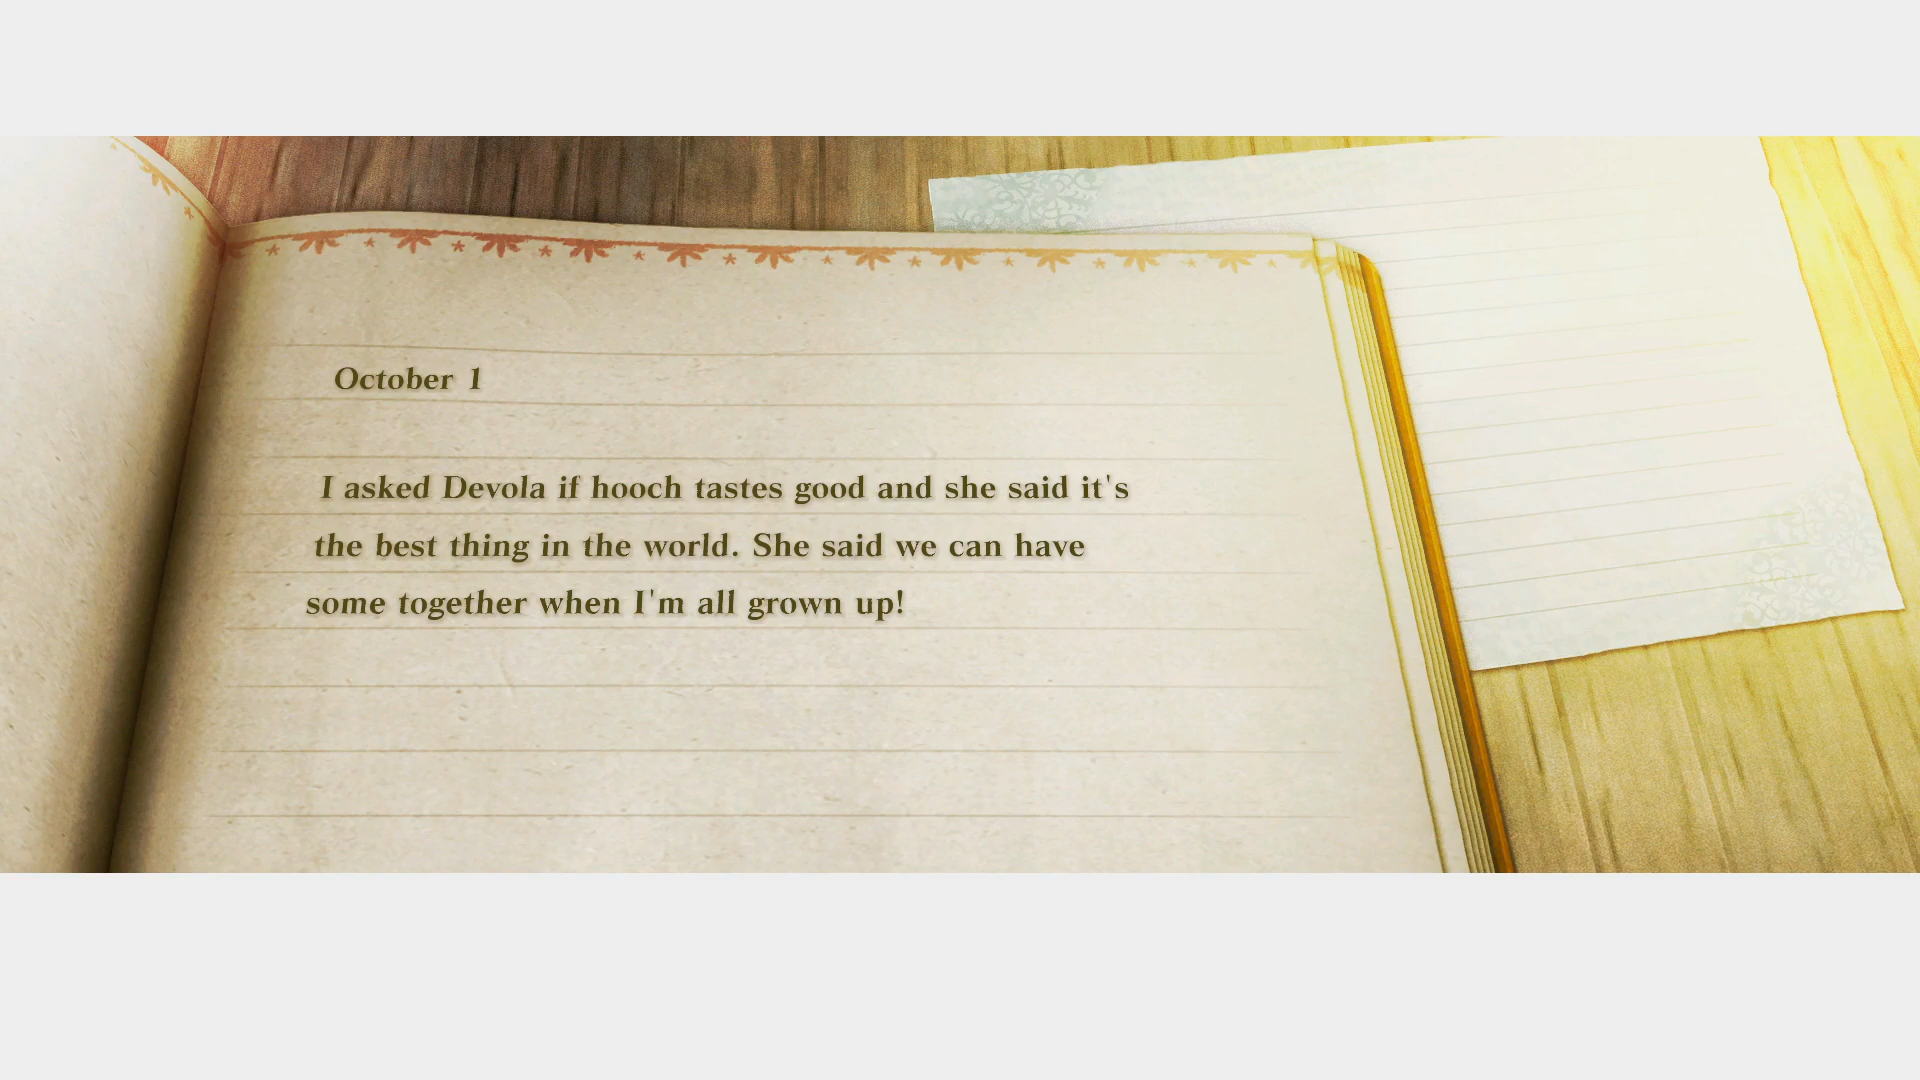 October 1
I asked Devola if hooch tastes good and she said it's
the best thing in the world. She said we can have
some together when I'm all grown up!